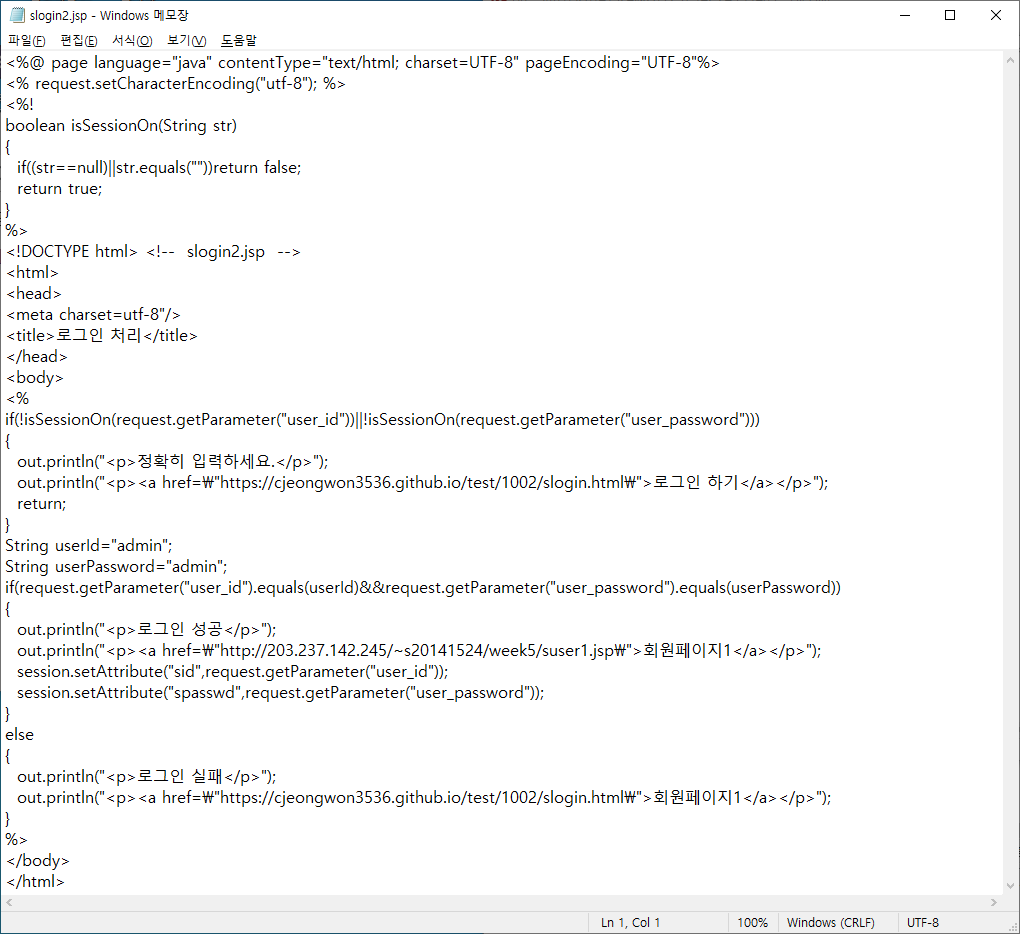 slogin2.jsp - Windows 메모장
파일(F) 편집(E) 서식(O) 보기(V) 도움말
<%@ page language="java" contentType="text/html; charset=UTF-8" pageEncoding="UTF-8"%>
<% request.setCharacterEncoding("utf-8"); %>
<%!
boolean isSessionOn(String str)
{
if((str==null)||str.equals(""))return false;
return true;
}
%>
<!DOCTYPE html> <!-- slogin2.jsp -->
<html>
<head>
<meta charset=utf-8"/>
<title>로그인 처리</title>
</head>
<body>
<%
if(!isSessionOn(request.getParameter("user_id"))||!isSessionOn(request.getParameter("user_password")))
{
out.println("<p>정확히 입력하세요.</p>");
out.println("<p><a href=₩"https://cjeongwon3536.github.io/test/1002/slogin.html₩">로그인 하기</a></p>");
return;
}
String userId="admin";
String userPassword="admin";
if(request.getParameter("user_id").equals(userId)&&request.getParameter("user_password").equals(userPassword))
{
out.println("<p>로그인 성공</p>");
out.println("<p><a href=₩"http://203.237.142.245/~s20141524/week5/suser1.jsp₩">회원페이지1</a></p>");
session.setAttribute("sid",request.getParameter("user_id"));
session.setAttribute("spasswd",request.getParameter("user_password"));
}
else
{
out.println("<p>로그인 실패</p>");
out.println("<p><a href=₩"https://cjeongwon3536.github.io/test/1002/slogin.html₩">회원페이지1</a></p>");
}
%>
</body>
</html>
Ln 1, Col 1 100% Windows (CRLF) UTF-8